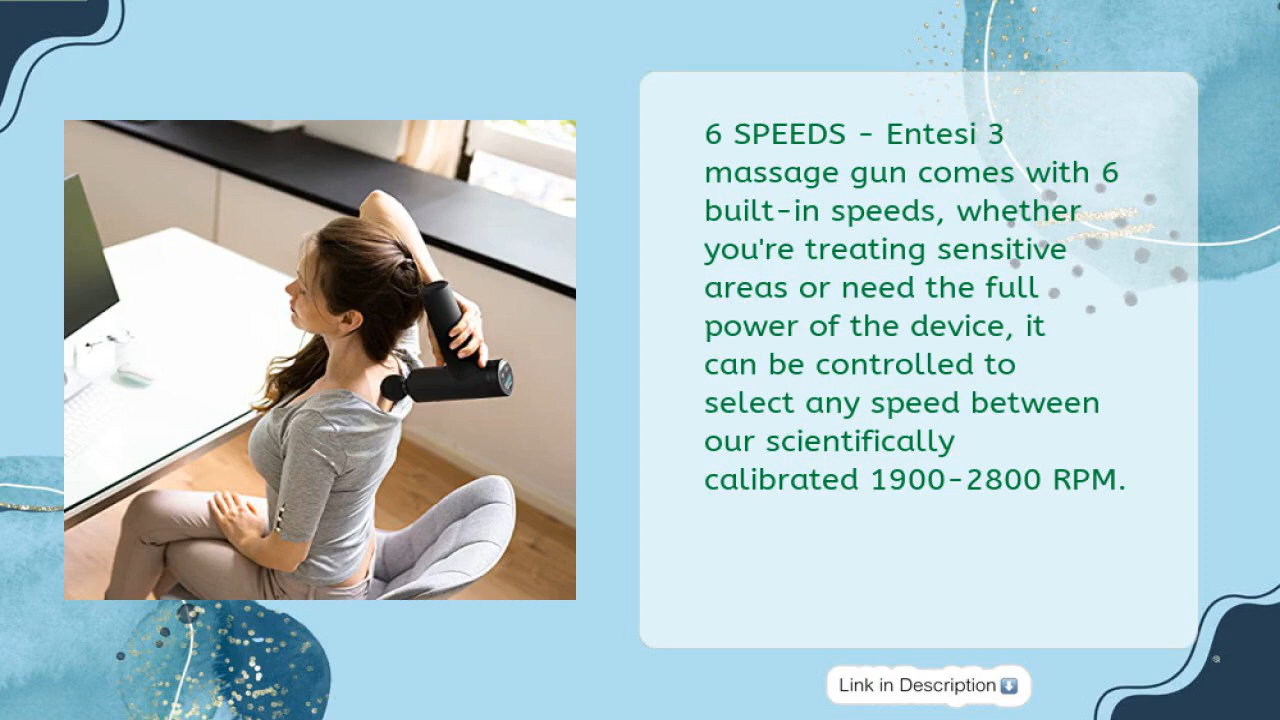 6 SPEEDS - Entesi 3
massage gun comes with 6
built-in speeds, whether
you're treating sensitive
areas or need the full
power of the device, it
can be controlled to
select any speed between
our scientifically
calibrated 1900-2800 RPM.
Link in Description⬇️